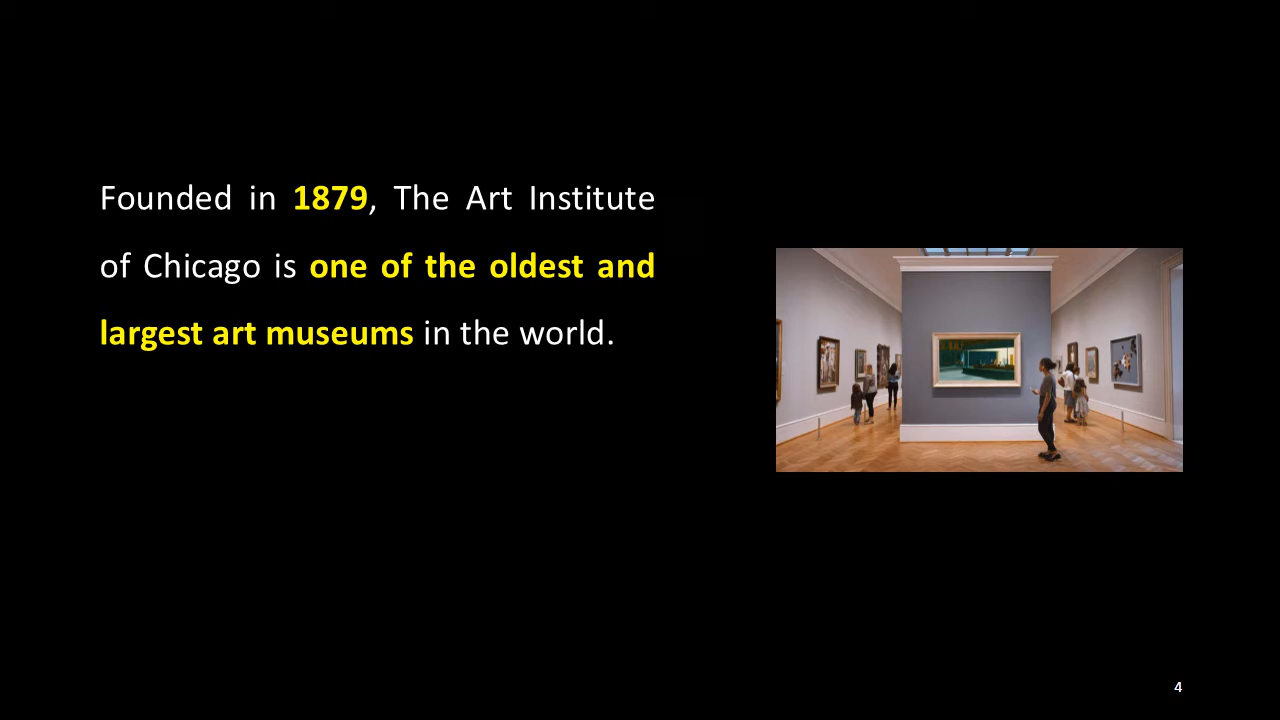 Founded in 1879, The Art Institute
of Chicago is one of the oldest and
largest art museums in the world.
4